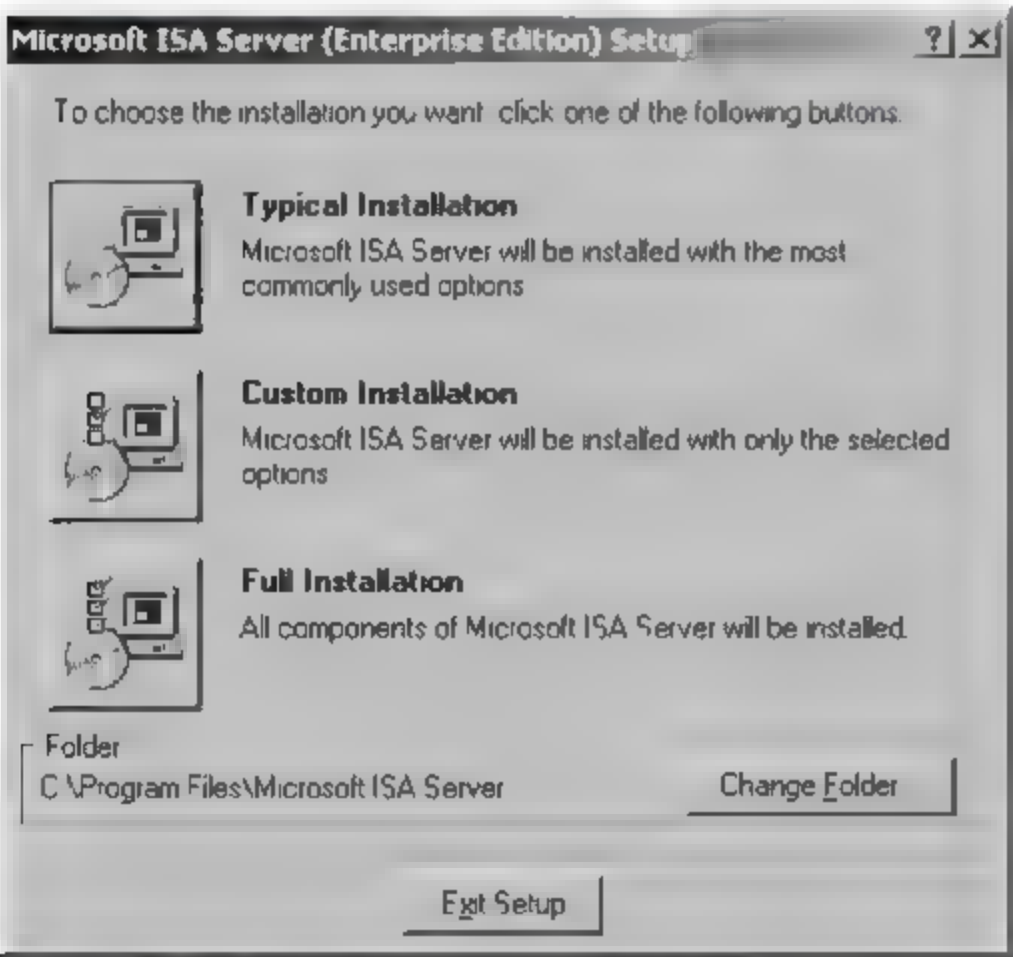 Microsoft ISA Server (Enterprise Edition) Setup
To choose the installation you want click one of the following buttons.
Typical Installation
Microsoft ISA Server will be installed with the most
commonly used options
Custom Installation
Microsoft ISA Server will be installed with only the selected
options
Full Installation
All components of Microsoft ISA Server will be installed.
Folder
C:\Program Files\Microsoft ISA Server
Change Folder
Exit Setup